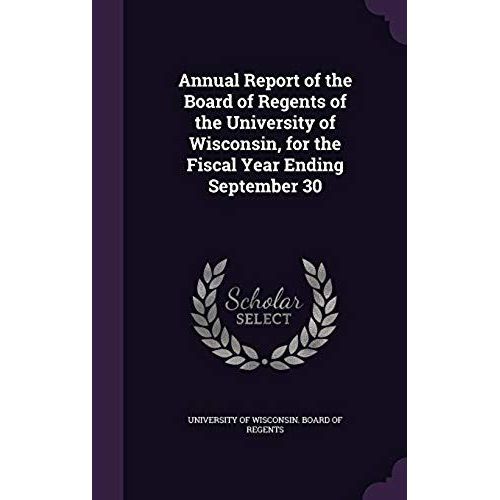 Annual Report of the
Board of Regents of
the University of
Wisconsin, for the
Fiscal Year Ending
September 30
Scholar
SELECT
UNIVERSITY OF WISCONSIN. BOARD OF
REGENTS